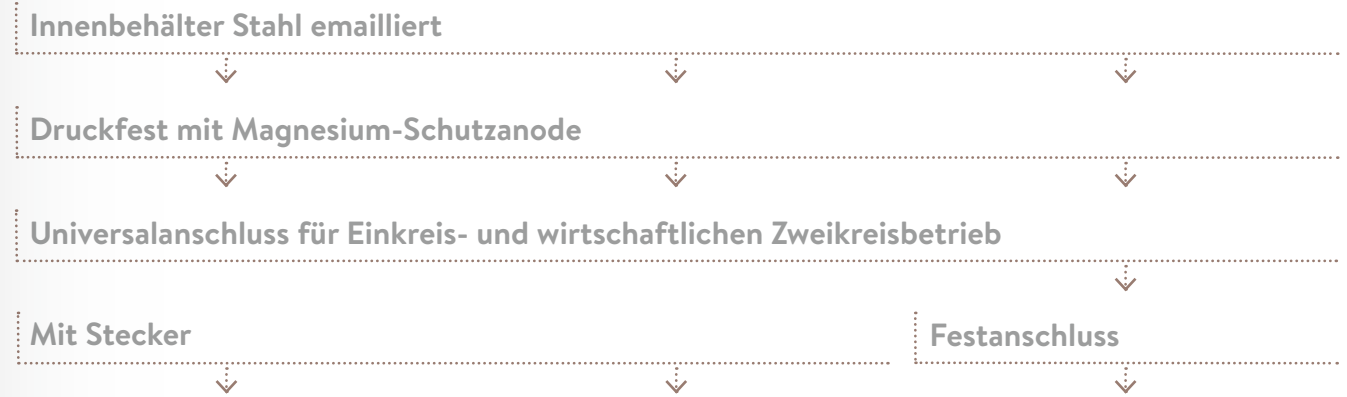 Innenbehälter Stahl emailliert
Druckfest mit Magnesium-Schutzanode
Universalanschluss für Einkreis- und wirtschaftlichen Zweikreisbetrieb
Mit Stecker
Festanschluss